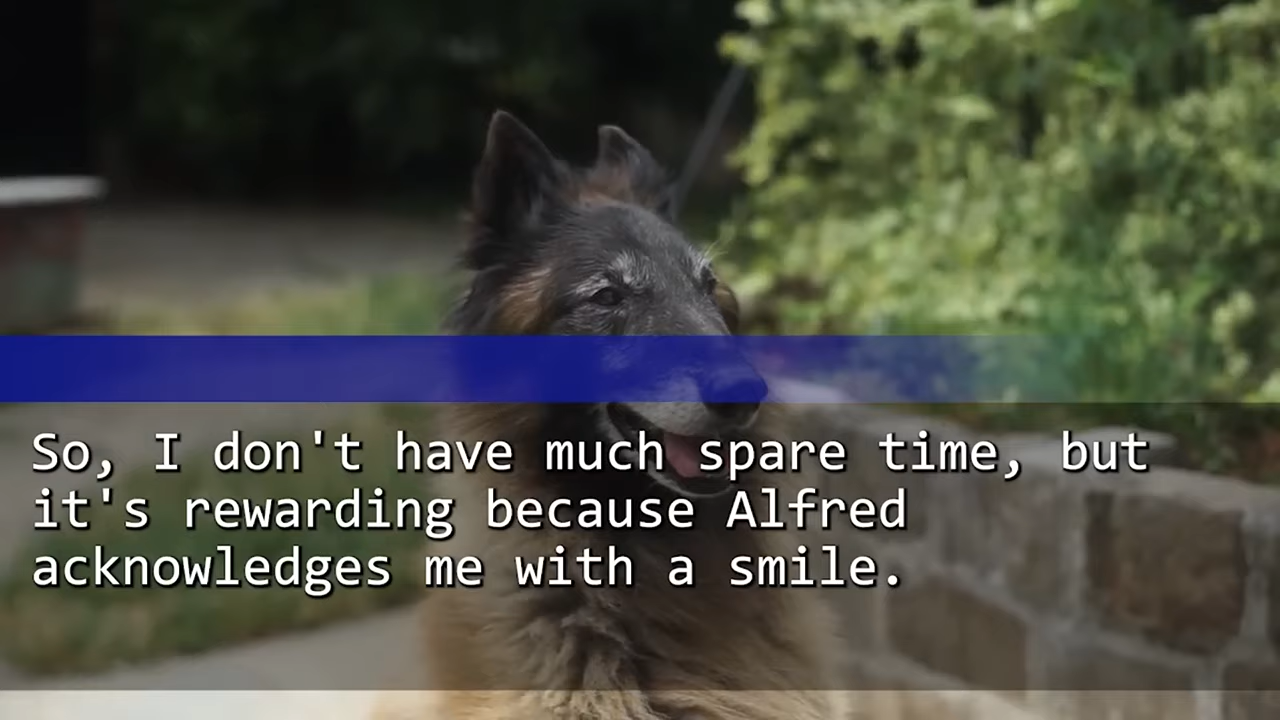 So, I don't have much spare time, but
it's rewarding because Alfred
acknowledges me with a smile.